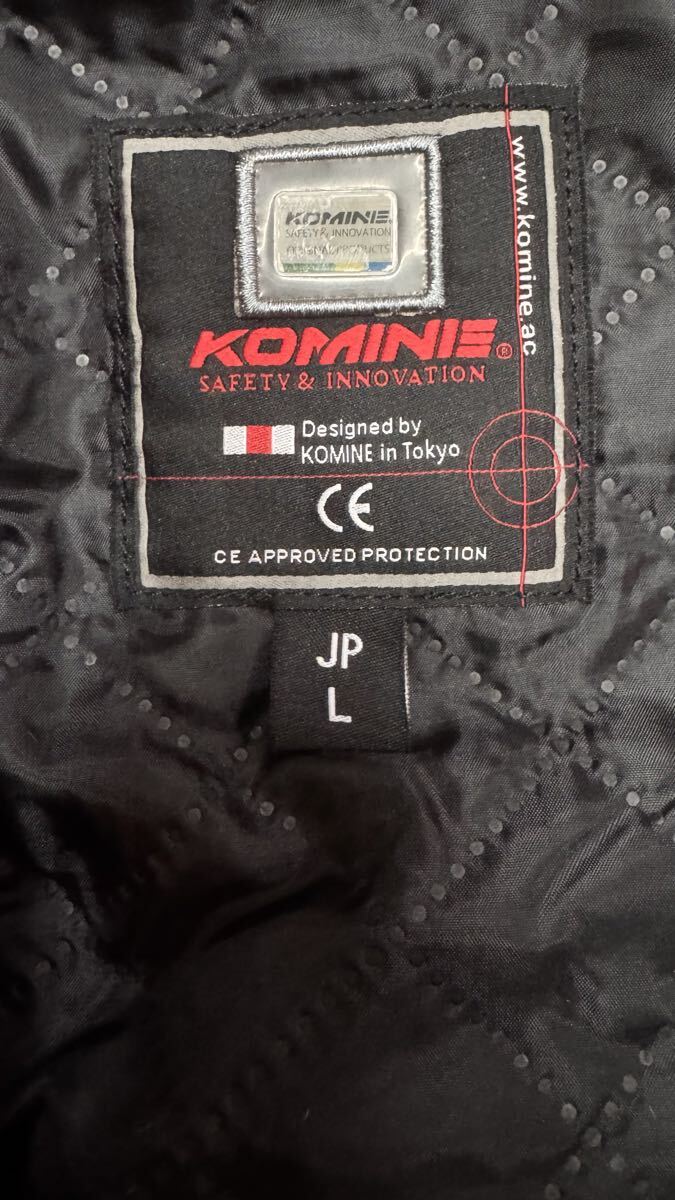 KOMINE
SAFETY & INNOVATION
ORIGINAL PRODUCTS
www.komine.ac
KOMINE®
SAFETY & INNOVATION
Designed by
KOMINE in Tokyo
CE
CE APPROVED PROTECTION
JP
L